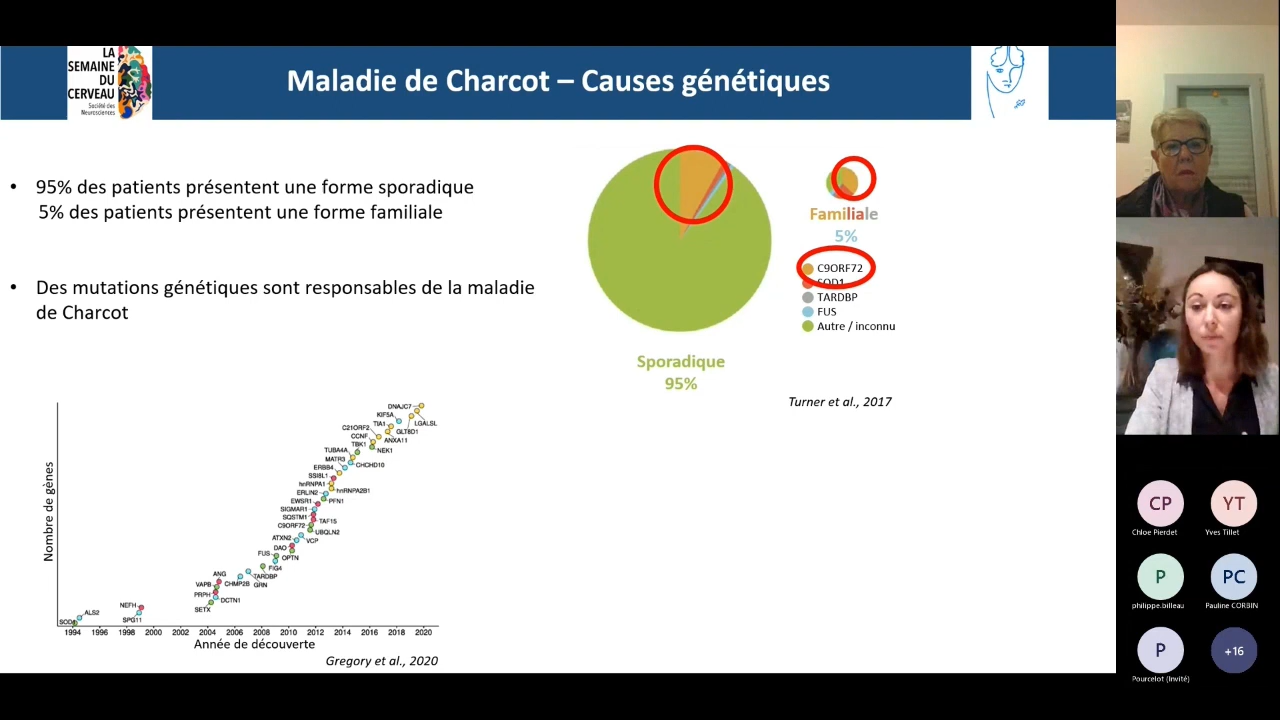 LA
SEMAINE
DU
CERVEAU
Société des
Neurosciences
Maladie de Charcot – Causes génétiques
• 95% des patients présentent une forme sporadique
5% des patients présentent une forme familiale
• Des mutations génétiques sont responsables de la maladie
de Charcot
Sporadique
95%
Familiale
5%
C9ORF72
SOD1
TARDBP
FUS
Autre / inconnu
Turner et al., 2017
Nombre de gènes
DNAJC7
KIF5A
LGALSL
TIA1
GLT8D1
C21ORF2
CCNF
ANXA11
TBK1
NEK1
TUBA4A
MATR3
CHCHD10
ERBB4
SS18L1
hnRNPA1
hnRNPA2B1
ERLIN2
EWSR1
PFN1
SIGMAR1
SQSTM1
TAF15
C9ORF72
UBQLN2
ATXN2
VCP
DAO
OPTN
FUS
FIG4
TARDBP
ANG
CHMP2B
GRN
VAPB
PRPH
DCTN1
SETX
NEFH
SPG11
ALS2
SOD1
1994 1996 1998 2000 2002 2004 2006 2008 2010 2012 2014 2016 2018 2020
Année de découverte
Gregory et al., 2020
CP
YT
Chloe Pierdet
Yves Tillet
P
PC
philippe.billeau
Pauline CORBIN
P
+16
Pourcelot (Invité)